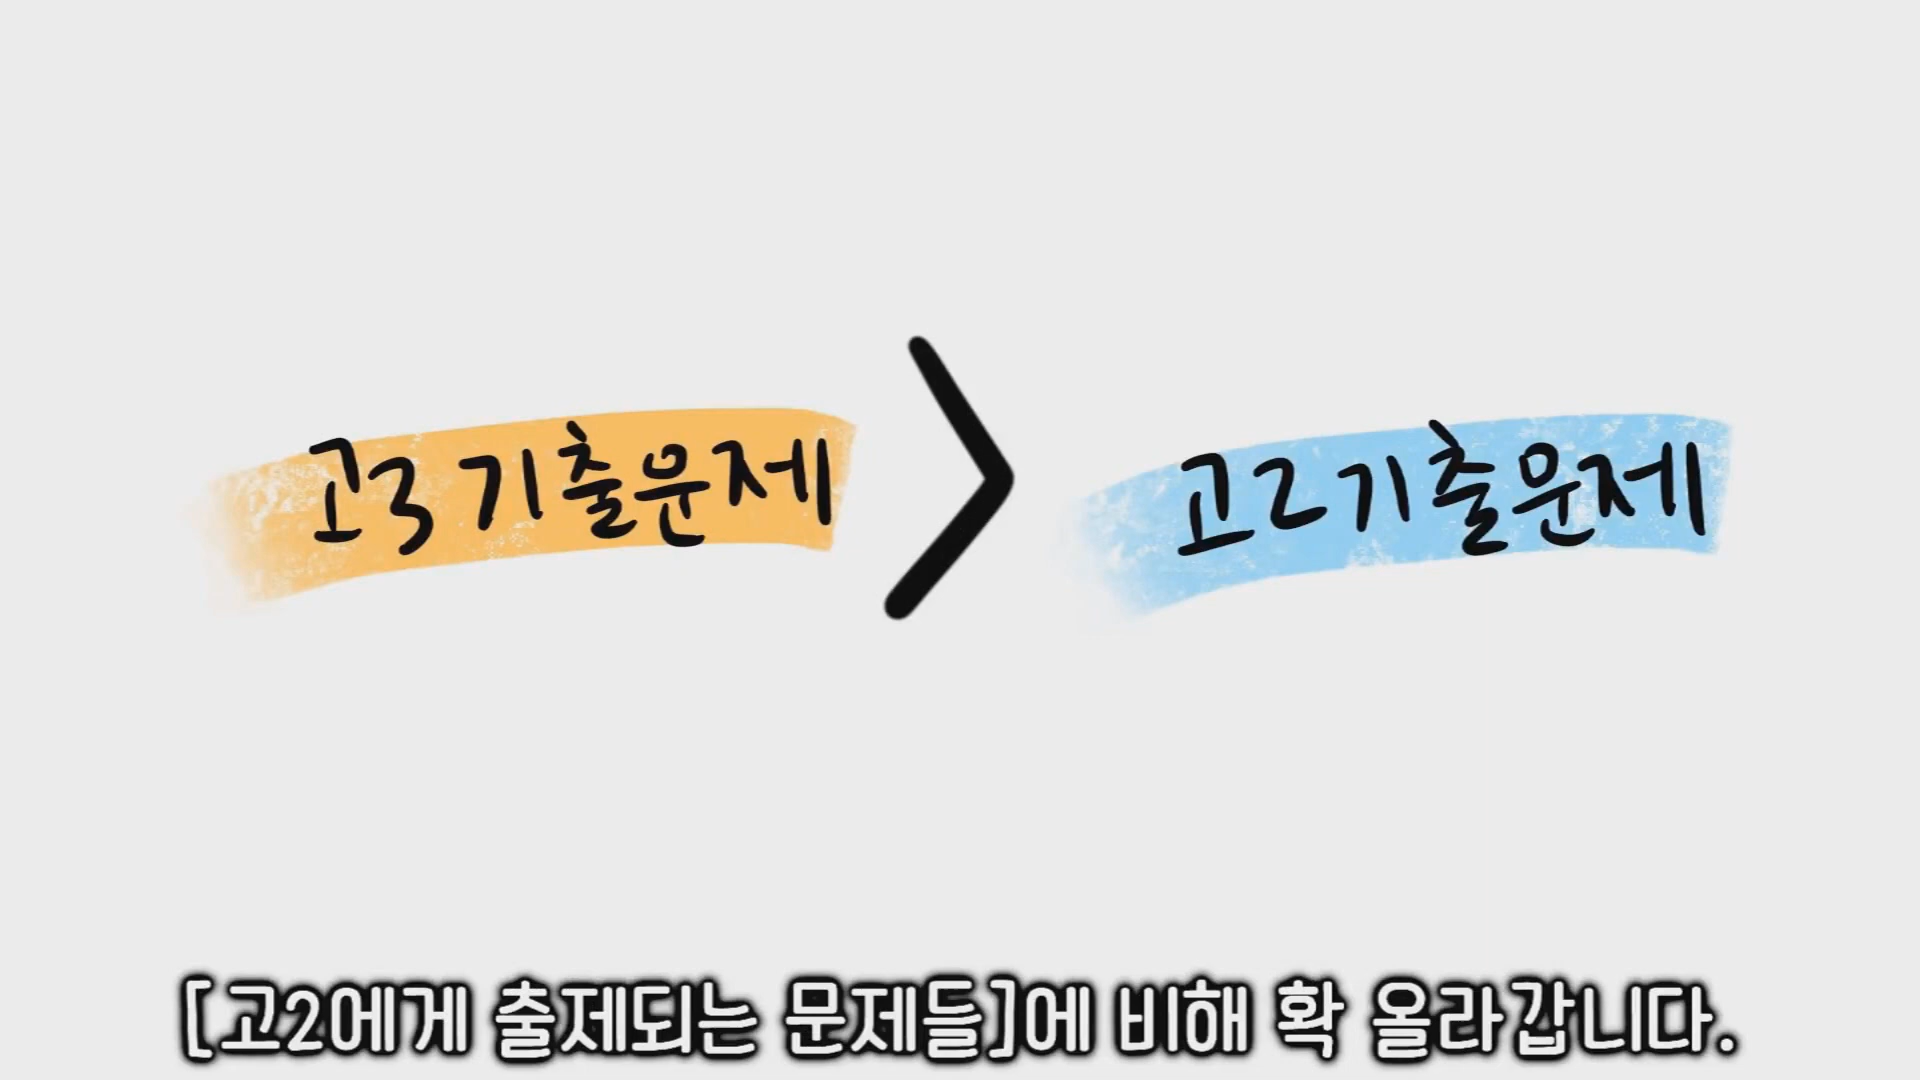 고3 기출문제 > 고2 기출문제
[고2에게 출제되는 문제들]에 비해 확 올라갑니다.